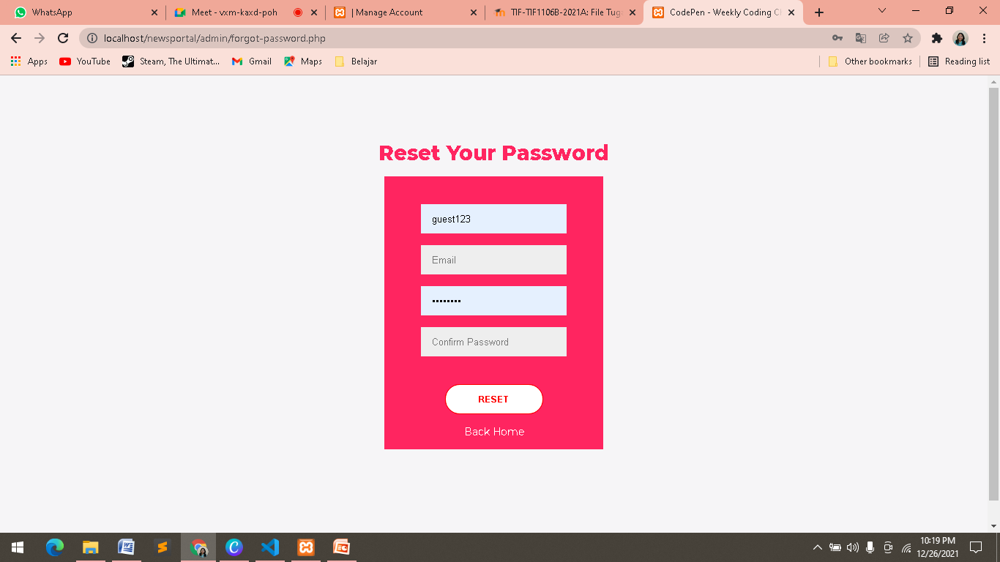 WhatsApp
Meet - vxm-kaxd-poh
| Manage Account
TIF-TIF1106B-2021A: File Tug
CodePen - Weekly Coding Cl
localhost/newsportal/admin/forgot-password.php
Apps
YouTube
Steam, The Ultimat...
Gmail
Maps
Belajar
Other bookmarks
Reading list
Reset Your Password
guest123
Email
••••••••
Confirm Password
RESET
Back Home
10:19 PM
12/26/2021